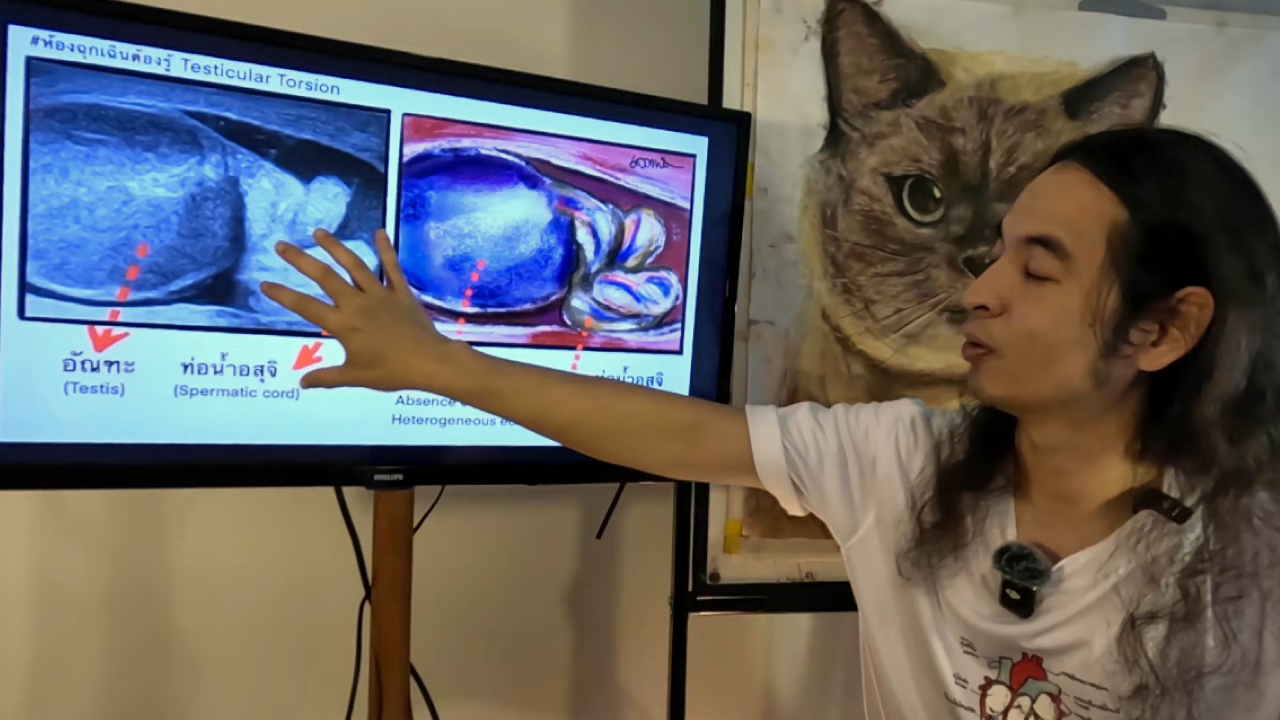 #ห้องฉุกเฉินต้องรู้ Testicular Torsion
อัณฑะ
(Testis)
ท่อน้ำอสุจิ
(Spermatic cord)
ท่อน้ำอสุจิ
Absence
Heterogeneous
PHILIPS